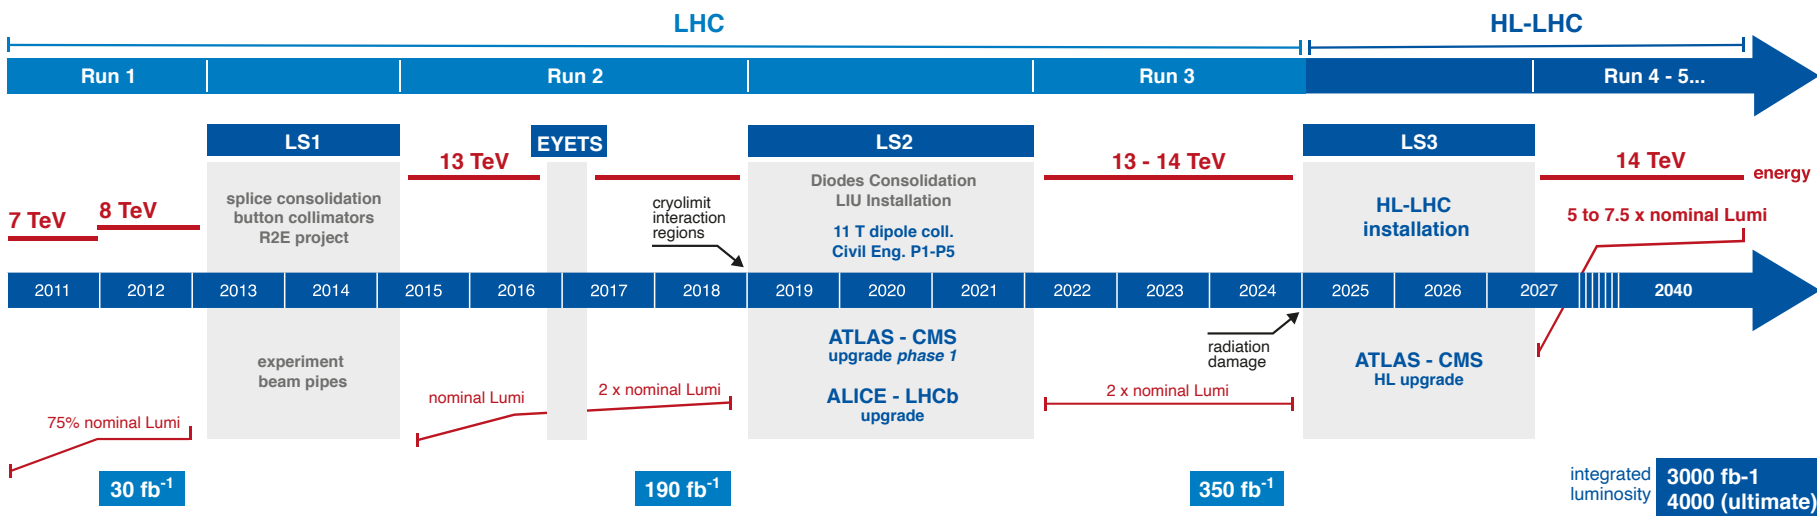 LHC
HL-LHC
Run 1
Run 2
Run 3
Run 4 - 5...
LS1
EYETS
LS2
LS3
13 TeV
13 - 14 TeV
14 TeV
energy
7 TeV
8 TeV
splice consolidation
button collimators
R2E project
cryolimit
interaction
regions
Diodes Consolidation
LIU Installation
11 T dipole coll.
Civil Eng. P1-P5
HL-LHC
installation
5 to 7.5 x nominal Lumi
2011
2012
2013
2014
2015
2016
2017
2018
2019
2020
2021
2022
2023
2024
2025
2026
2027
2040
experiment
beam pipes
ATLAS - CMS
upgrade phase 1
ALICE - LHCb
upgrade
radiation
damage
ATLAS - CMS
HL upgrade
75% nominal Lumi
nominal Lumi
2 x nominal Lumi
2 x nominal Lumi
30 fb⁻¹
190 fb⁻¹
350 fb⁻¹
integrated
luminosity
3000 fb-1
4000 (ultimate)